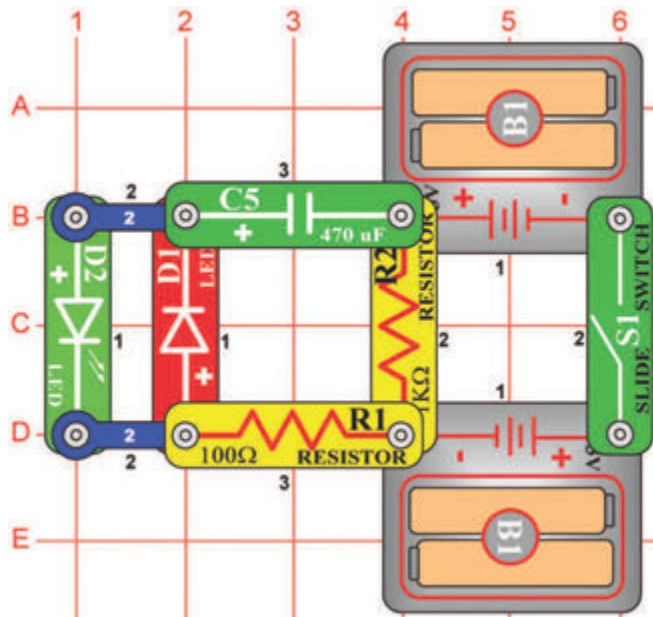 1 2 3 4 5 6
A
B1
3
2
B
2
C5
+
470 uF
3V
+
-
D2
+
LED
D1
LED
+
R2
RESISTOR
1KΩ
1
S1
SLIDE SWITCH
C
1
1
2
2
1
D
2
2
R1
100Ω
RESISTOR
3
-
+
E
B1